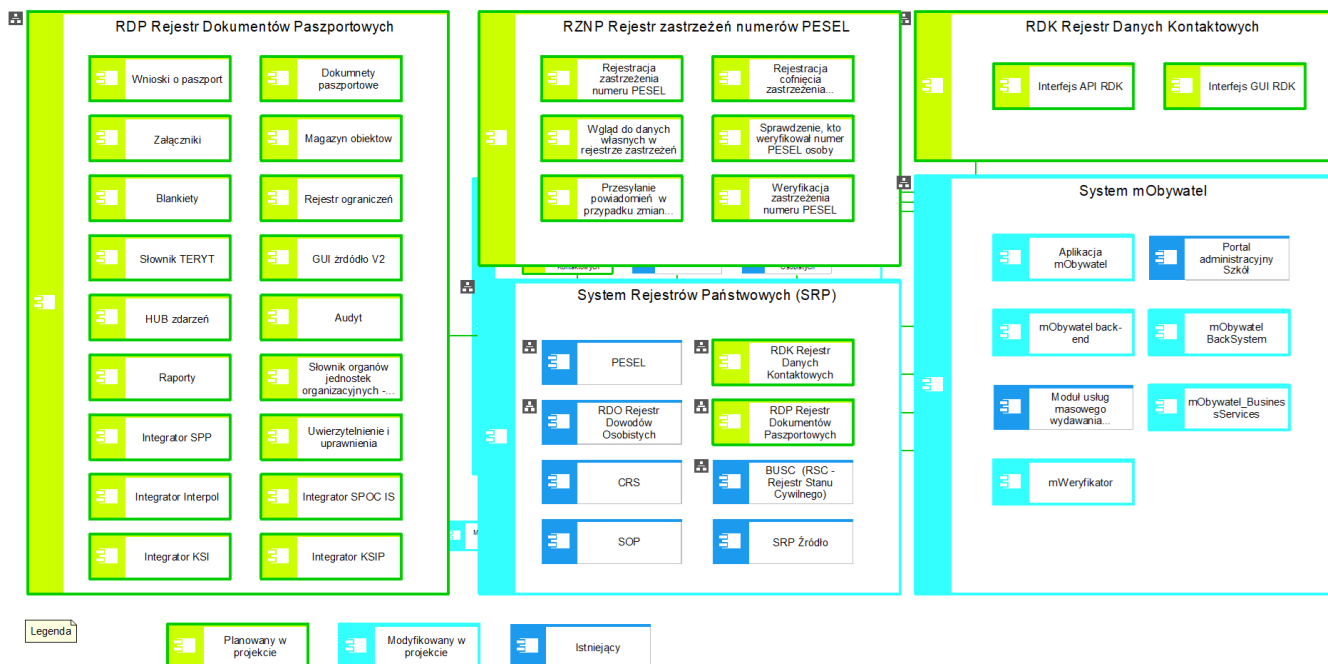 RDP Rejestr Dokumentów Paszportowych
Wnioski o paszport
Dokumnety
paszportowe
Załączniki
Magazyn obiektow
Blankiety
Rejestr ograniczeń
Słownik TERYT
GUI zrdódło V2
HUB zdarzeń
Audyt
Raporty
Słownik organów
jednostek
organizacyjnych -...
Integrator SPP
Uwierzytelnienie i
uprawnienia
Integrator Interpol
Integrator SPOC IS
Integrator KSI
Integrator KSIP
RZNP Rejestr zastrzeżeń numerów PESEL
Rejestracja
zastrzeżenia
numeru PESEL
Rejestracja
cofnięcia
zastrzeżenia...
Wgląd do danych
własnych w
rejestrze zastrzeżeń
Sprawdzenie, kto
weryfikował numer
PESEL osoby
Przesyłanie
powiadomień w
przypadku zmian...
Weryfikacja
zastrzeżenia
numeru PESEL
System Rejestrów Państwowych (SRP)
PESEL
RDK Rejestr
Danych
Kontaktowych
RDO Rejestr
Dowodów
Osobistych
RDP Rejestr
Dokumentów
Paszportowych
CRS
BUSC (RSC -
Rejestr Stanu
Cywilnego)
SOP
SRP Źródło
RDK Rejestr Danych Kontaktowych
Interfejs API RDK
Interfejs GUI RDK
System mObywatel
Aplikacja
mObywatel
Portal
administracyjny
Szkół
mObywatel back-
end
mObywatel
BackSystem
Moduł usług
masowego
wydawania...
mObywatel_Busines
sServices
mWeryfikator
Legenda
Planowany w
projekcie
Modyfikowany w
projekcie
Istniejący